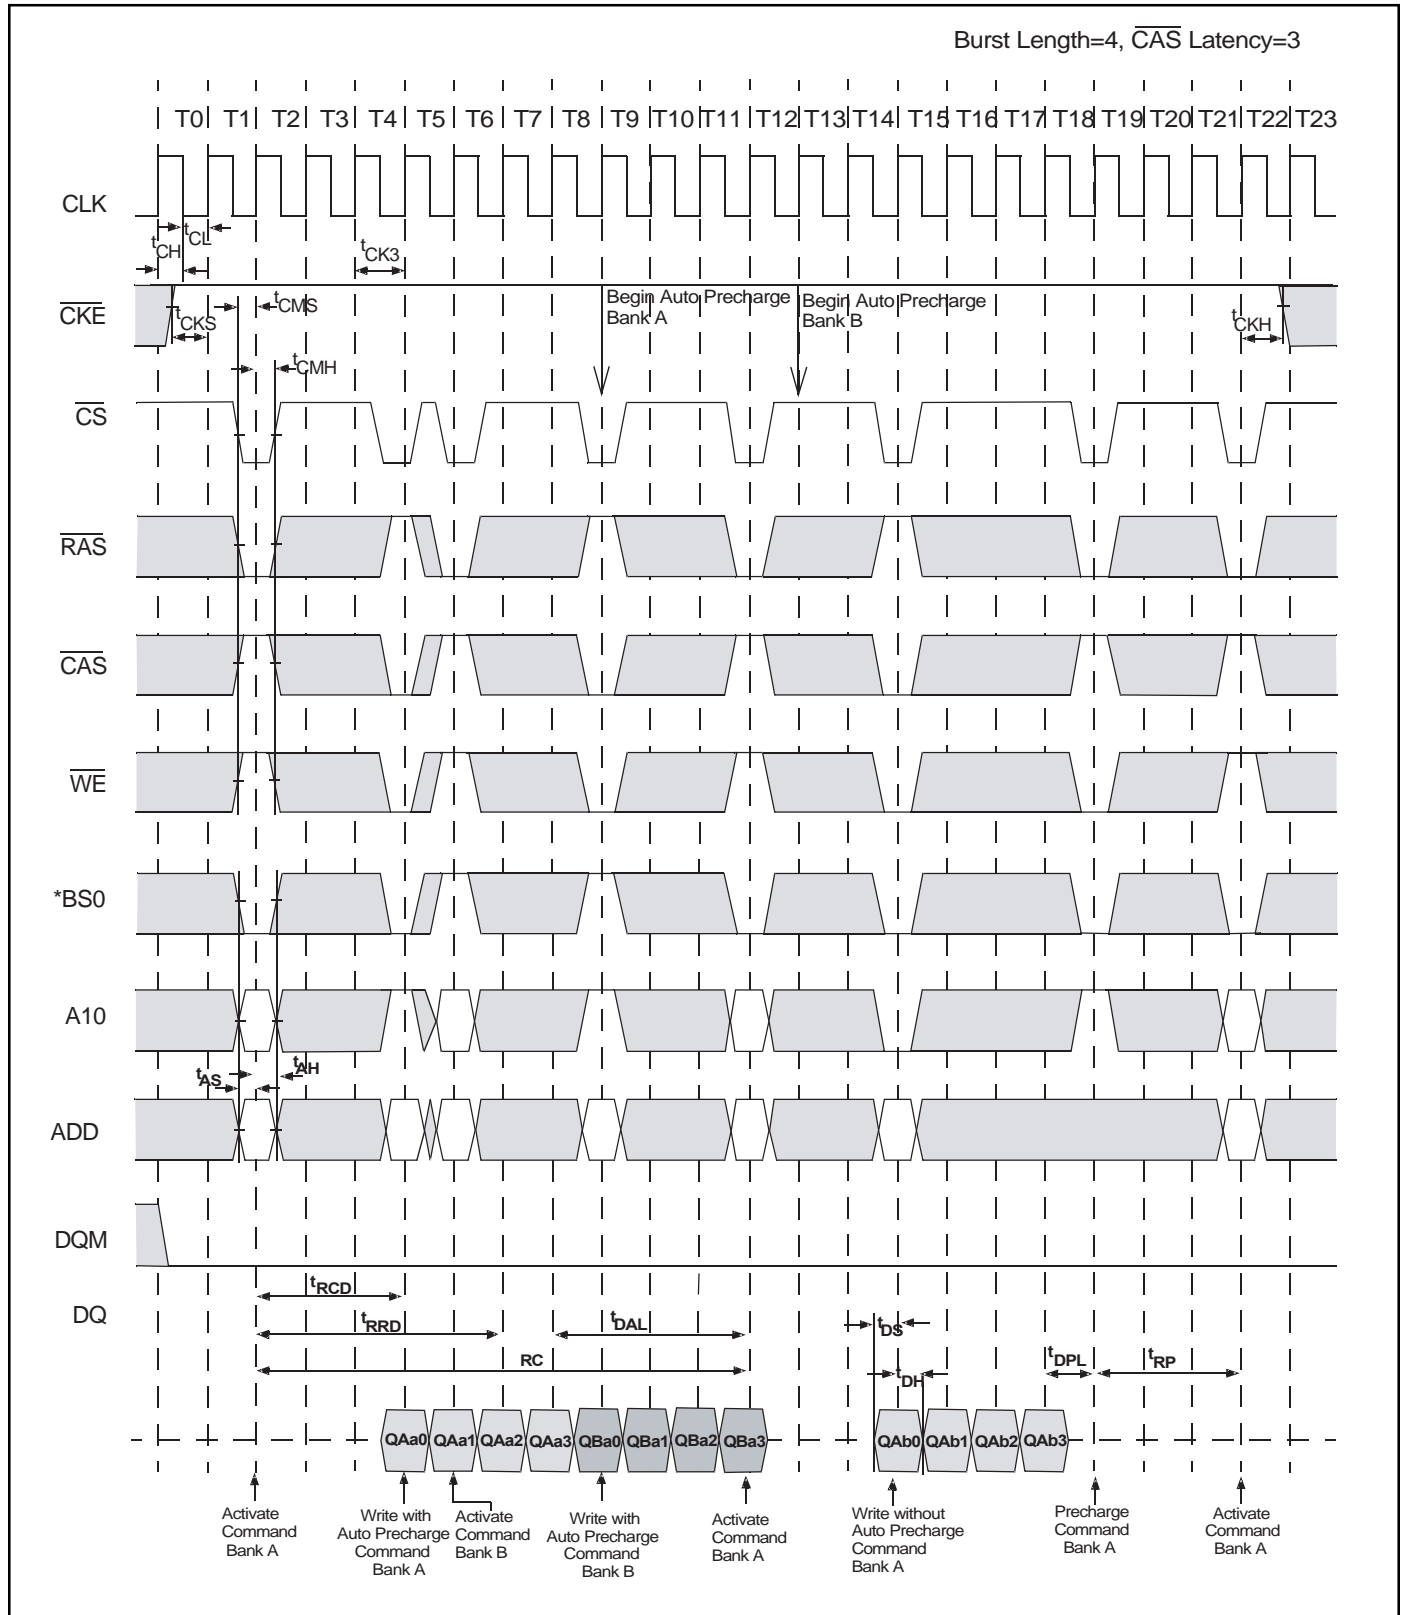 Burst Length=4, CAS Latency=3
T0 T1 T2 T3 T4 T5 T6 T7 T8 T9 T10 T11 T12 T13 T14 T15 T16 T17 T18 T19 T20 T21 T22 T23
CLK
tCH tCL tCK3
CKE
tCKS tCMS tCMH
Begin Auto Precharge
Bank A
Begin Auto Precharge
Bank B
tCKH
CS
RAS
CAS
WE
*BS0
A10
tAS tAH
ADD
DQM
DQ
tRCD
tRRD tDAL tDS
RC tDH tDPL tRP
QAa0 QAa1 QAa2 QAa3 QBa0 QBa1 QBa2 QBa3 QAb0 QAb1 QAb2 QAb3
Activate
Command
Bank A
Write with
Auto Precharge
Command
Bank A
Activate
Command
Bank B
Write with
Auto Precharge
Command
Bank B
Activate
Command
Bank A
Write without
Auto Precharge
Command
Bank A
Precharge
Command
Bank A
Activate
Command
Bank A